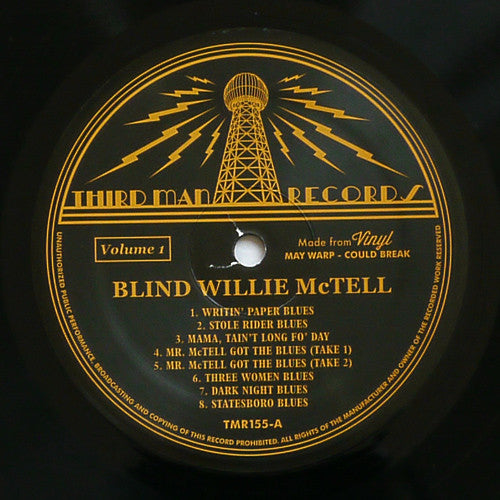 THIRD MAN RECORDS
Volume 1
Made from Vinyl
MAY WARP - COULD BREAK
BLIND WILLIE McTELL
1. WRITIN' PAPER BLUES
2. STOLE RIDER BLUES
3. MAMA, TAIN'T LONG FO' DAY
4. MR. McTELL GOT THE BLUES (TAKE 1)
5. MR. McTELL GOT THE BLUES (TAKE 2)
6. THREE WOMEN BLUES
7. DARK NIGHT BLUES
8. STATESBORO BLUES
TMR155-A
UNAUTHORIZED PUBLIC PERFORMANCE, BROADCASTING AND COPYING OF THIS RECORD PROHIBITED. ALL RIGHTS OF THE MANUFACTURER AND OWNER OF THE RECORDED WORK RESERVED